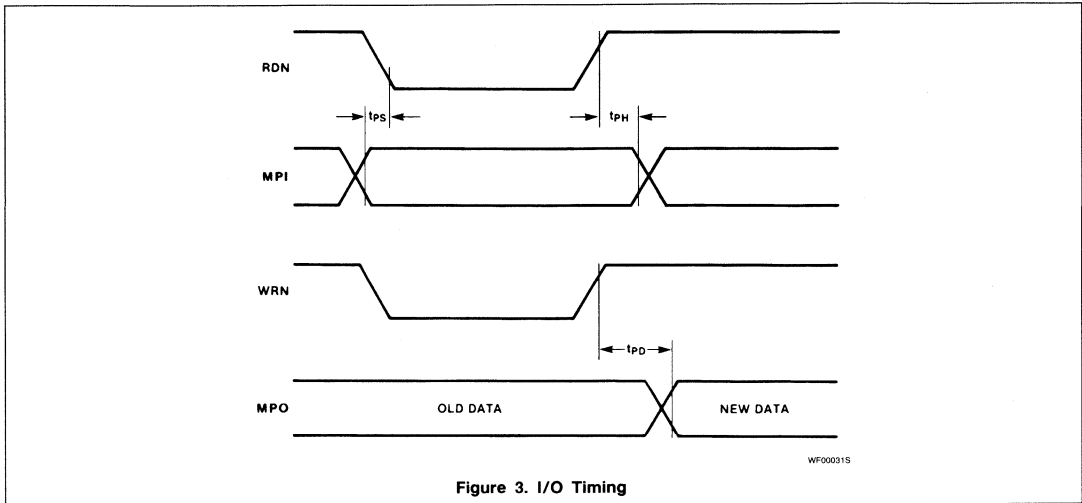 RDN
tPS
tPH
MPI
WRN
tPD
MPO
OLD DATA
NEW DATA
WF00031S
Figure 3. I/O Timing